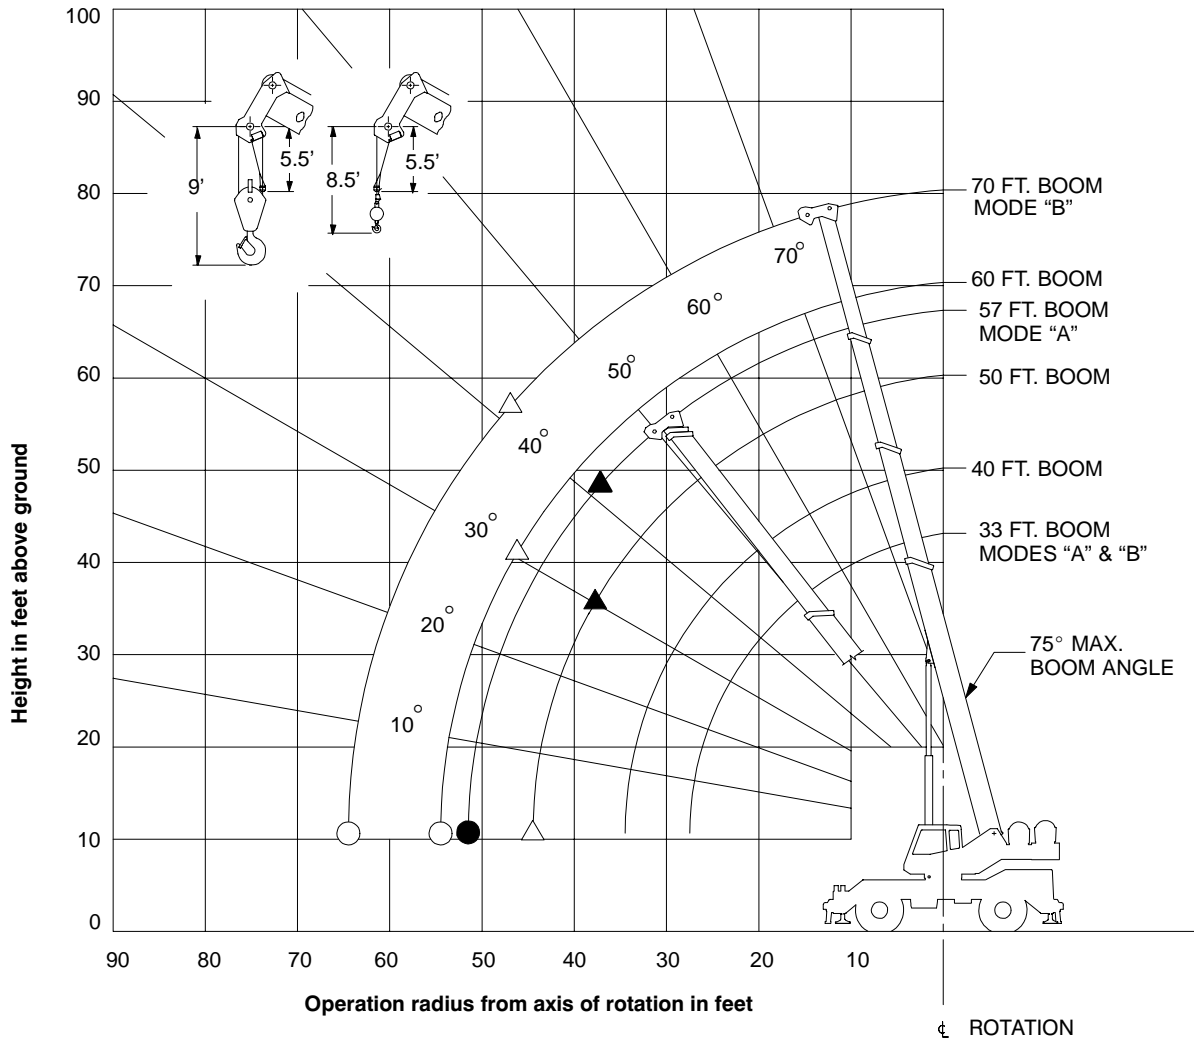 100
90
80
70
60
50
40
30
20
10
0
Height in feet above ground
9’
5.5’
8.5’
5.5’
70°
60°
50°
40°
30°
20°
10°
70 FT. BOOM
MODE “B”
60 FT. BOOM
57 FT. BOOM
MODE “A”
50 FT. BOOM
40 FT. BOOM
33 FT. BOOM
MODES “A” & “B”
75° MAX.
BOOM ANGLE
90 80 70 60 50 40 30 20 10
Operation radius from axis of rotation in feet
℄ ROTATION